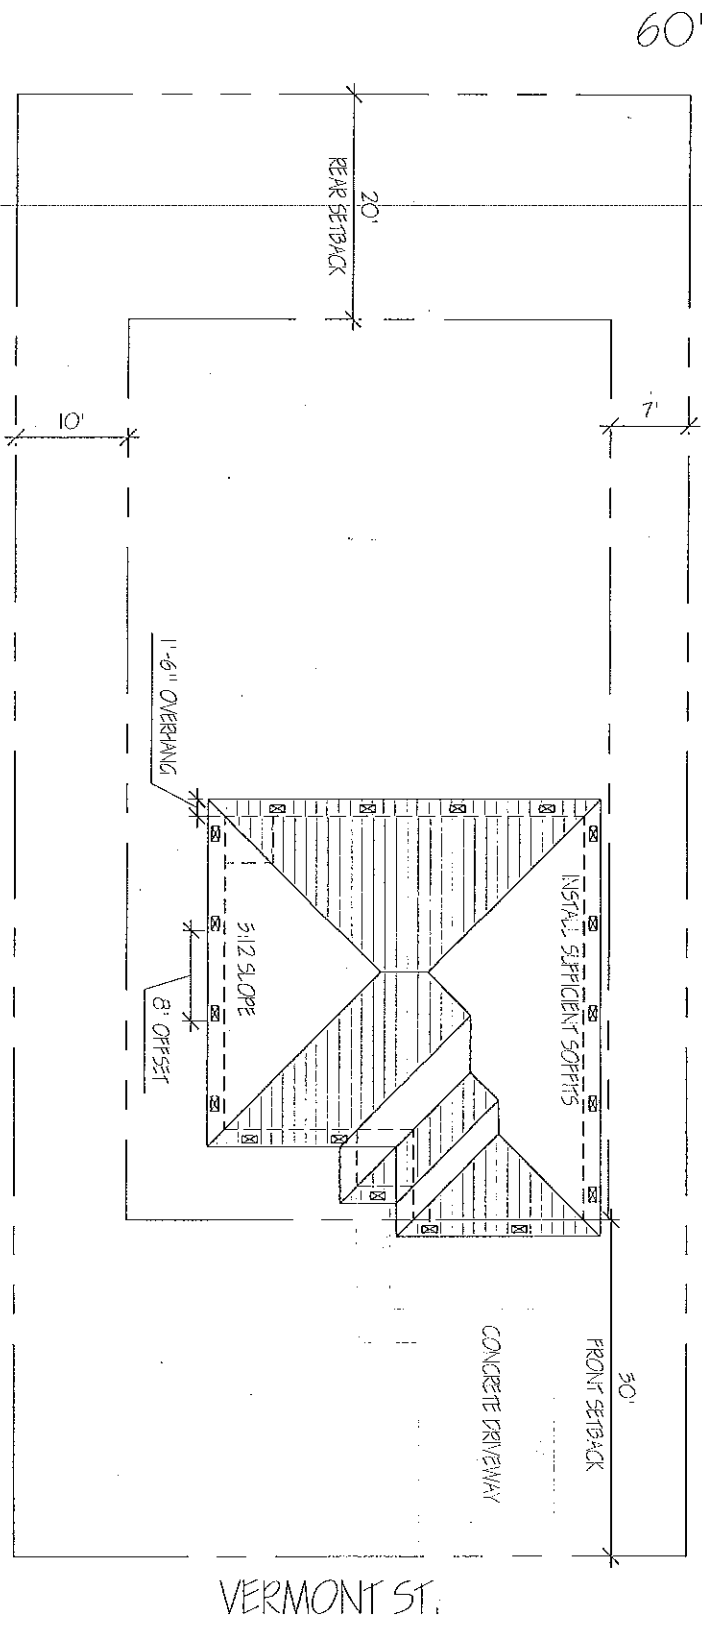 60'
20'
REAR SETBACK
10'
7'
1'-6" OVERHANG
INSTALL SUFFICIENT SOFFITS
5:12 SLOPE
8' OFFSET
30'
FRONT SETBACK
CONCRETE DRIVEWAY
VERMONT ST.